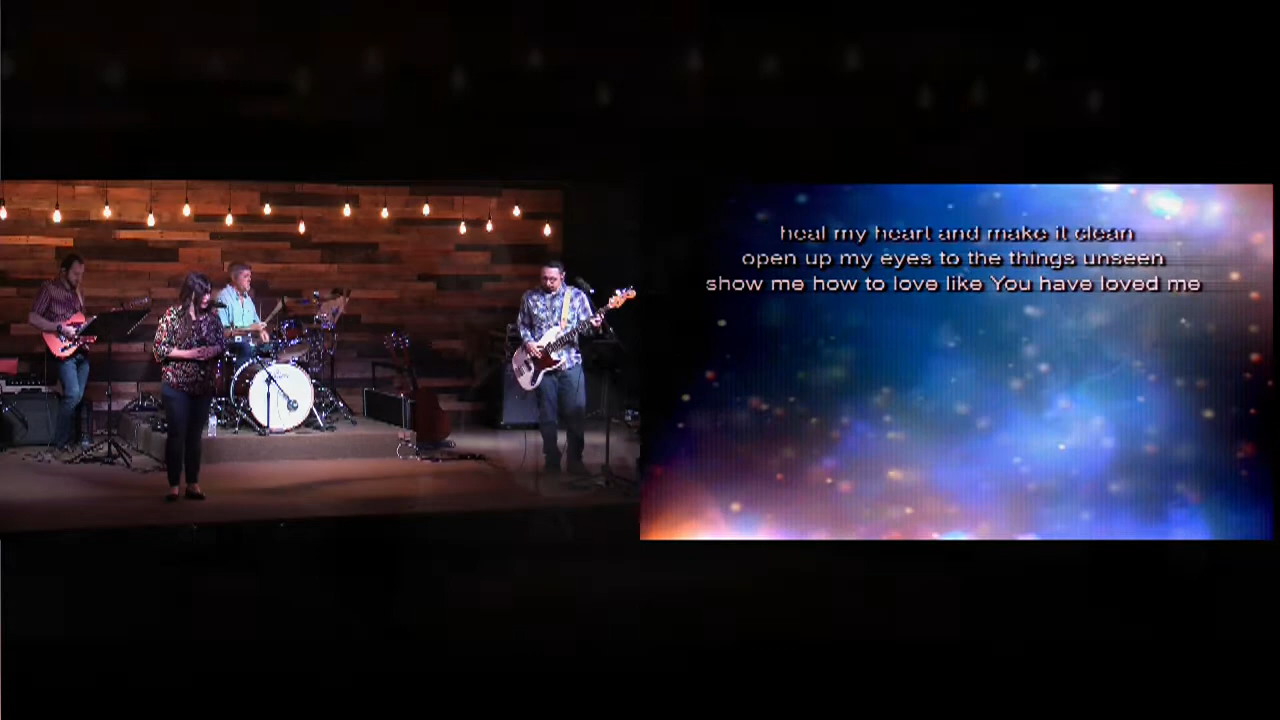 heal my heart and make it clean
open up my eyes to the things unseen
show me how to love like You have loved me